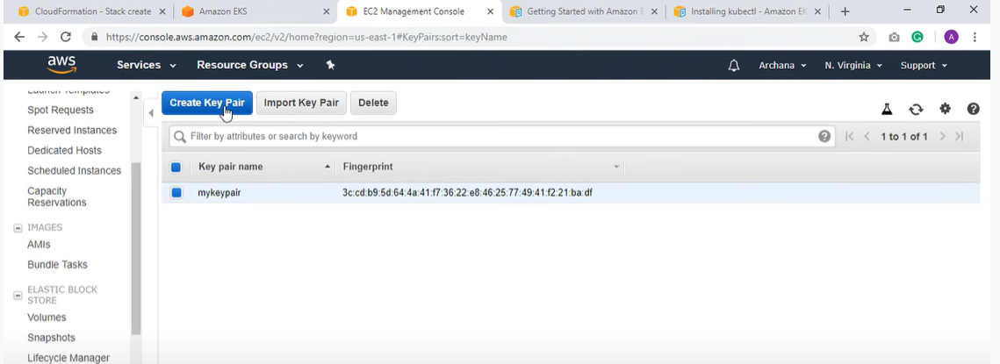 CloudFormation - Stack create
Amazon EKS
EC2 Management Console
Getting Started with Amazon E
Installing kubectl - Amazon EK
https://console.aws.amazon.com/ec2/v2/home?region=us-east-1#KeyPairs:sort=keyName
A
aws
Services
Resource Groups
Archana
N. Virginia
Support
Launch Templates
Spot Requests
Reserved Instances
Dedicated Hosts
Scheduled Instances
Capacity
Reservations
IMAGES
AMIs
Bundle Tasks
ELASTIC BLOCK
STORE
Volumes
Snapshots
Lifecycle Manager
Create Key Pair
Import Key Pair
Delete
Filter by attributes or search by keyword
1 to 1 of 1
Key pair name
Fingerprint
mykeypair
3c:cd:b9:5d:64:4a:41:f7:36:22:e8:46:25:77:49:41:f2:21:ba:df